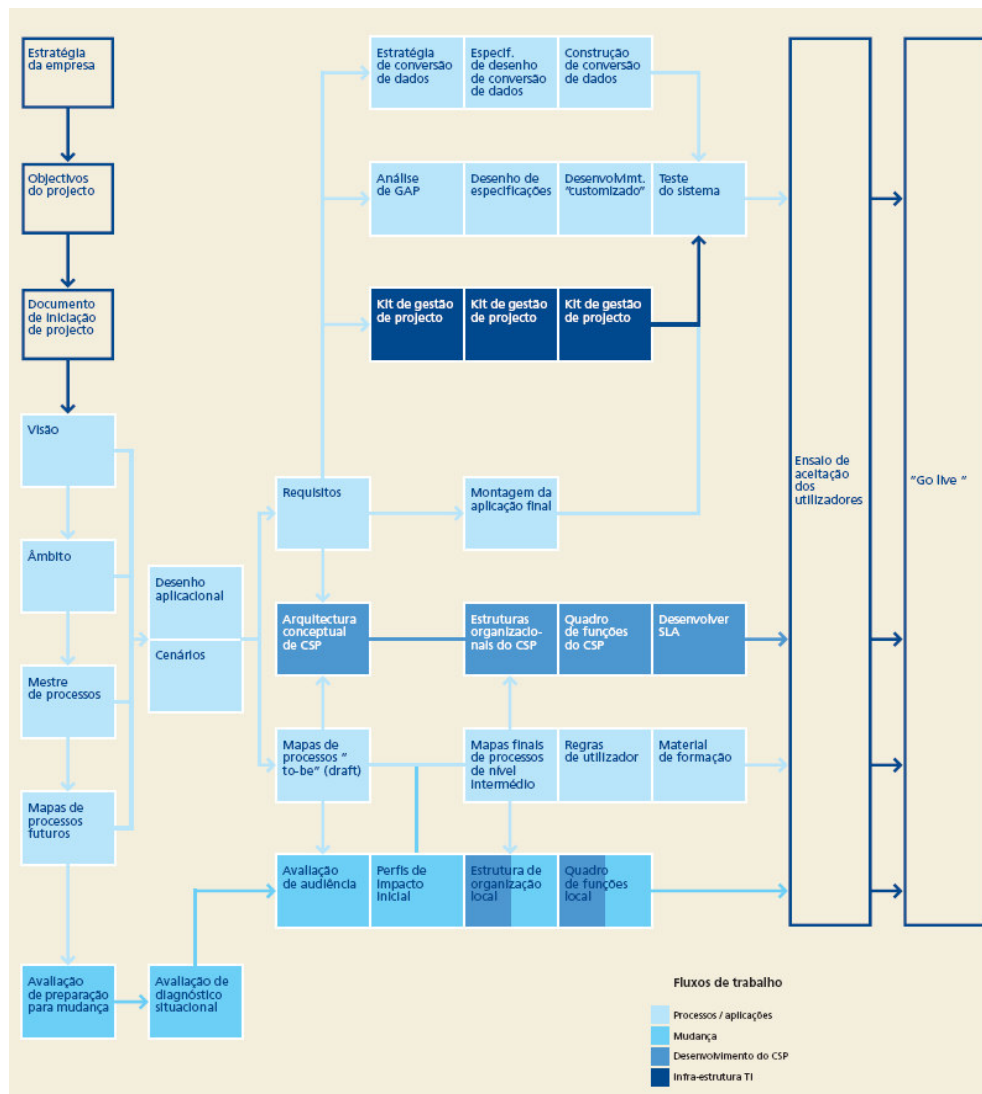 Estratégia
da empresa
Objectivos
do projecto
Documento
de iniciação
de projecto
Visão
Âmbito
Mestre
de processos
Mapas de
processos
futuros
Avaliação
de preparação
para mudança
Avaliação de
diagnóstico
situacional
Desenho
aplicacional
Cenários
Estratégia
de conversão
de dados
Especif.
de desenho
de conversão
de dados
Construção
de conversão
de dados
Análise
de GAP
Desenho de
especificações
Desenvolvimt.
"customizado"
Teste
do sistema
Kit de gestão
de projecto
Kit de gestão
de projecto
Kit de gestão
de projecto
Requisitos
Montagem da
aplicação final
Arquitectura
conceptual
de CSP
Estruturas
organizacio-
nais do CSP
Quadro
de funções
do CSP
Desenvolver
SLA
Mapas de
processos "
to-be" (draft)
Mapas finais
de processos
de nível
intermédio
Regras
de utilizador
Material
de formação
Avaliação
de audiência
Perfis de
impacto
inicial
Estrutura de
organização
local
Quadro
de funções
local
Ensaio de
aceitação
dos
utilizadores
"Go live "
Fluxos de trabalho
Processos / aplicações
Mudança
Desenvolvimento do CSP
Infra-estrutura TI